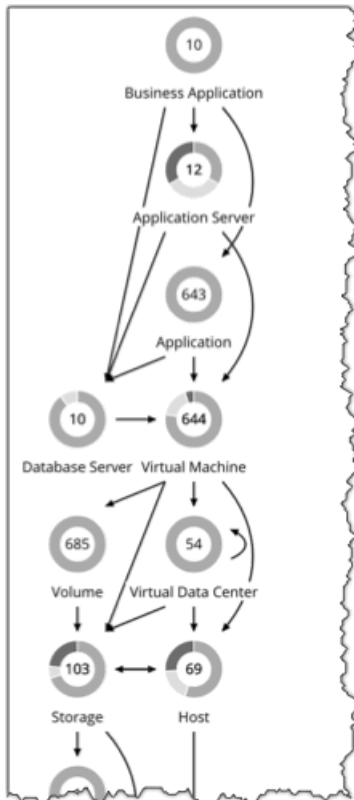 10
Business Application
12
Application Server
643
Application
10
644
Database Server
Virtual Machine
685
54
Volume
Virtual Data Center
103
69
Storage
Host